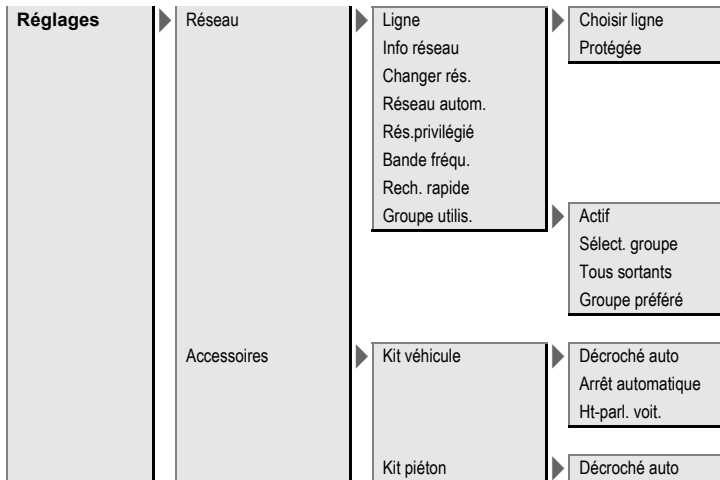 Réglages
Réseau
Ligne
Choisir ligne
Protégée
Info réseau
Changer rés.
Réseau autom.
Rés.privilégié
Bande fréqu.
Rech. rapide
Groupe utilis.
Actif
Sélect. groupe
Tous sortants
Groupe préféré
Accessoires
Kit véhicule
Décroché auto
Arrêt automatique
Ht-parl. voit.
Kit piéton
Décroché auto